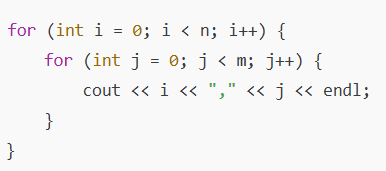 for (int i = 0; i < n; i++) {
    for (int j = 0; j < m; j++) {
        cout << i << "," << j << endl;
    }
}